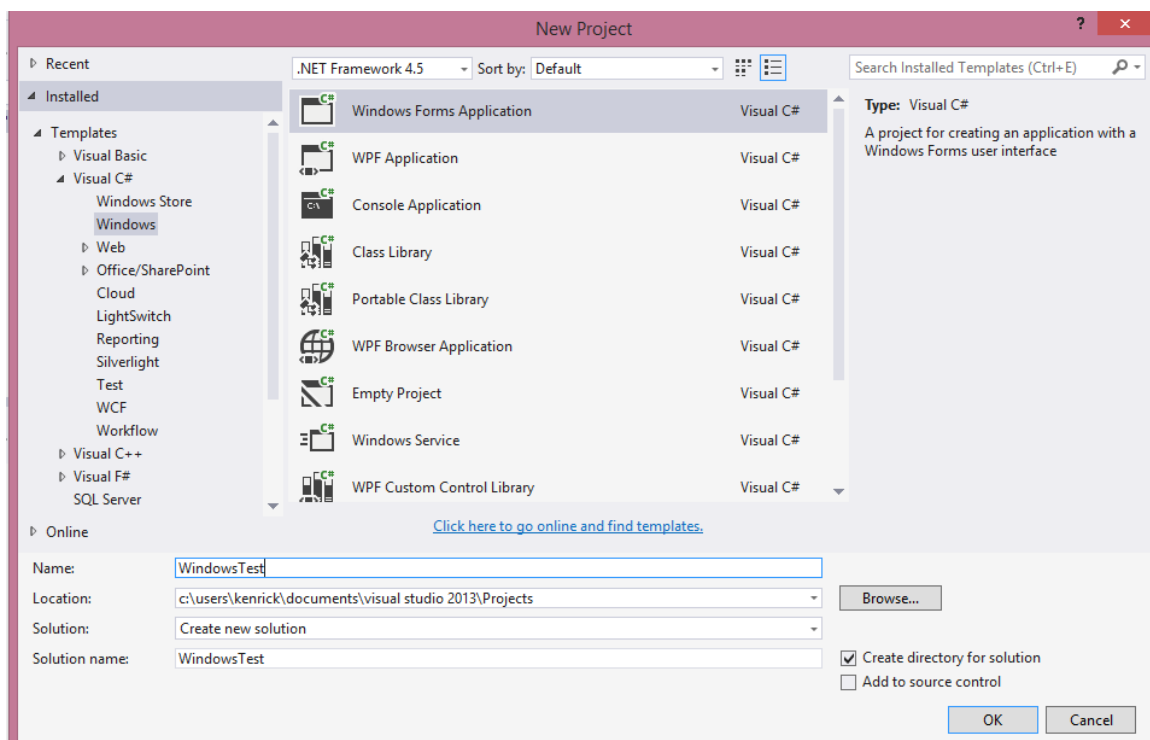 New Project
? ×
Recent
Installed
Templates
Visual Basic
Visual C#
Windows Store
Windows
Web
Office/SharePoint
Cloud
LightSwitch
Reporting
Silverlight
Test
WCF
Workflow
Visual C++
Visual F#
SQL Server
Online
.NET Framework 4.5 Sort by: Default
Windows Forms Application Visual C#
WPF Application Visual C#
Console Application Visual C#
Class Library Visual C#
Portable Class Library Visual C#
WPF Browser Application Visual C#
Empty Project Visual C#
Windows Service Visual C#
WPF Custom Control Library Visual C#
Click here to go online and find templates.
Search Installed Templates (Ctrl+E)
Type: Visual C#
A project for creating an application with a
Windows Forms user interface
Name: WindowsTest
Location: c:\users\kenrick\documents\visual studio 2013\Projects
Browse...
Solution: Create new solution
Solution name: WindowsTest
Create directory for solution
Add to source control
OK Cancel